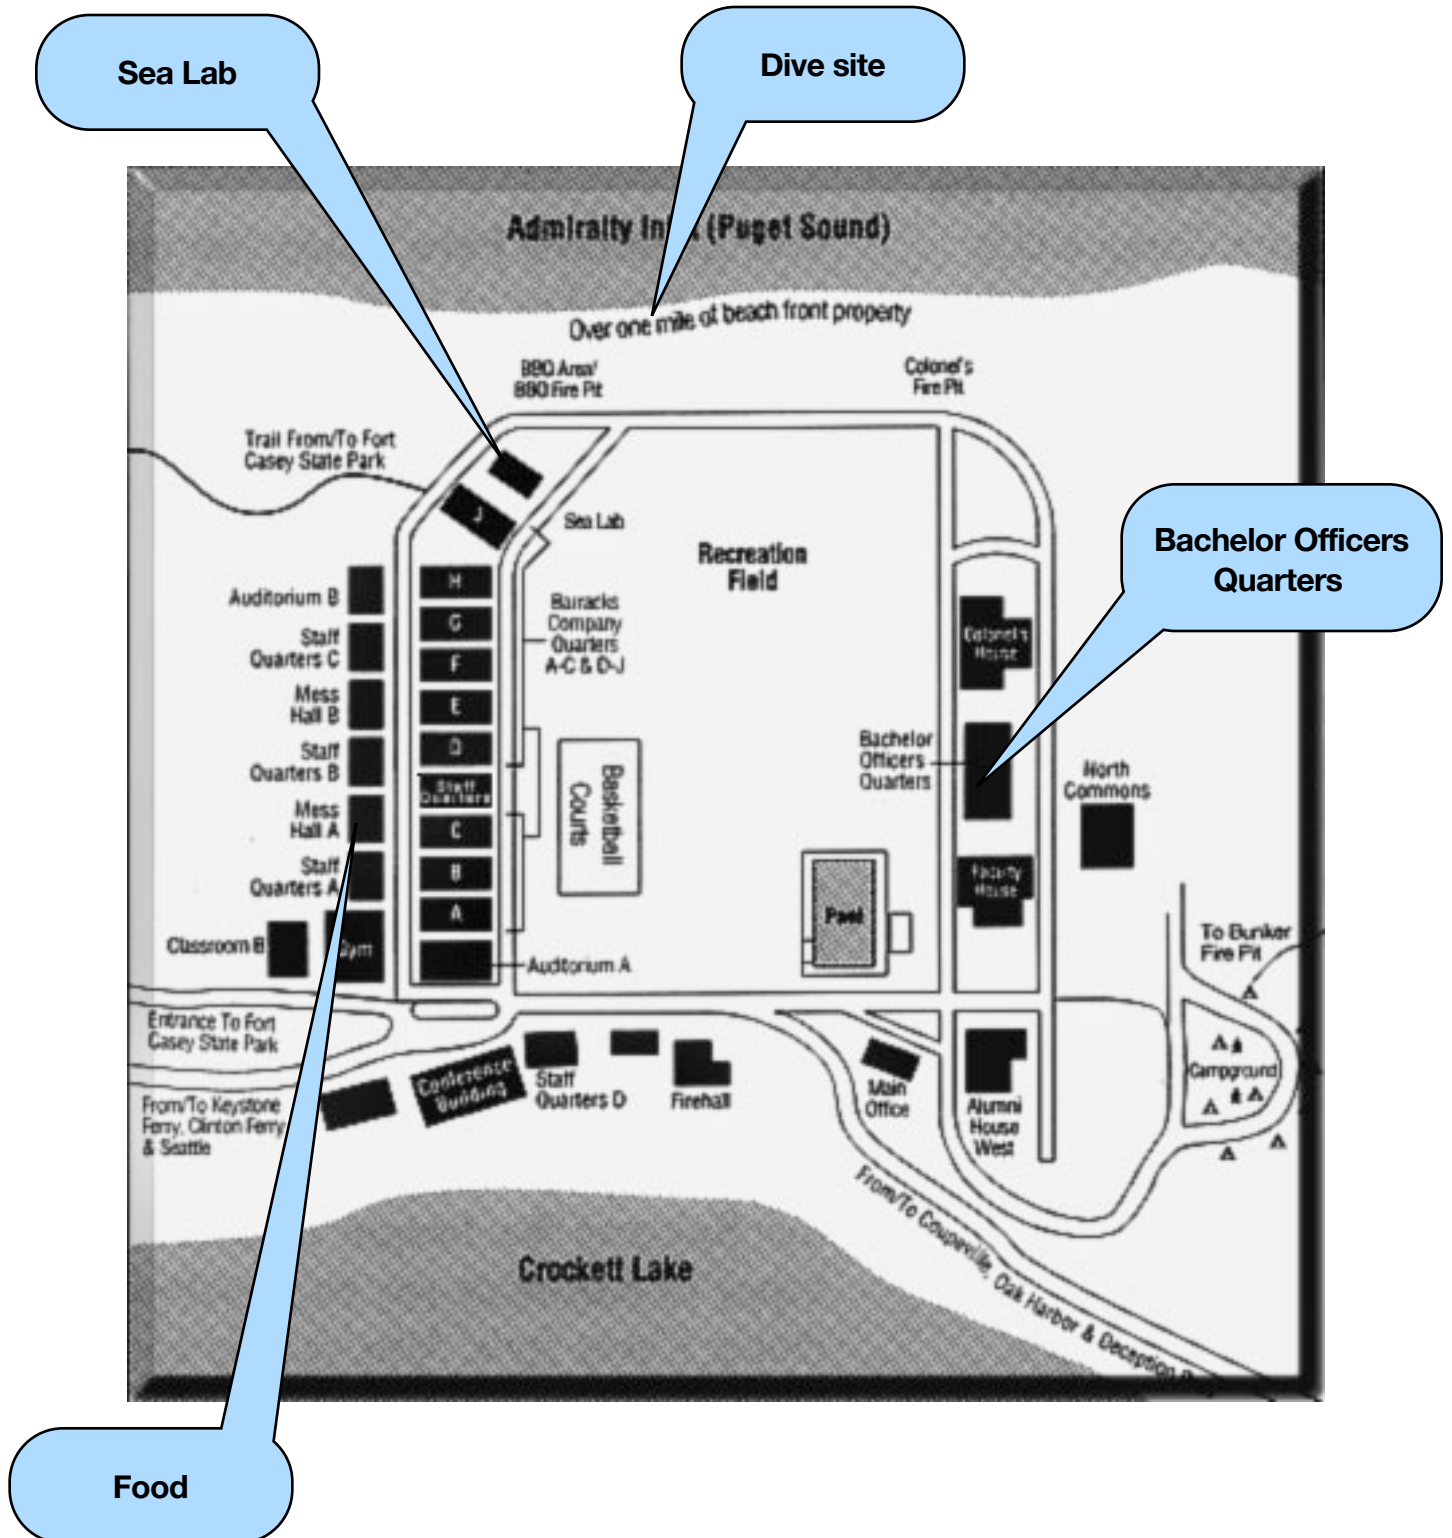 Sea Lab
Dive site
Admiralty Inlet (Puget Sound)
Over one mile of beach front property
BBQ Area/
BBQ Fire Pit
Colonel's
Fire Pit
Trail From/To Fort
Casey State Park
J
Sea Lab
Recreation
Field
Bachelor Officers
Quarters
Auditorium B
Staff
Quarters C
Mess
Hall B
Staff
Quarters B
Mess
Hall A
Staff
Quarters A
Classroom B
Gym
H
G
F
E
D
Staff
Quarters
C
B
A
Barracks
Company
Quarters
A-C & D-J
Basketball
Courts
Auditorium A
Colonel's
House
Bachelor
Officers
Quarters
North
Commons
Faculty
House
Pool
To Bunker
Fire Pit
Campground
Entrance To Fort
Casey State Park
From/To Keystone
Ferry, Clinton Ferry
& Seattle
Conference
Building
Staff
Quarters D
Firehall
Main
Office
Alumni
House
West
From/To Coupeville, Oak Harbor & Deception
Crockett Lake
Food